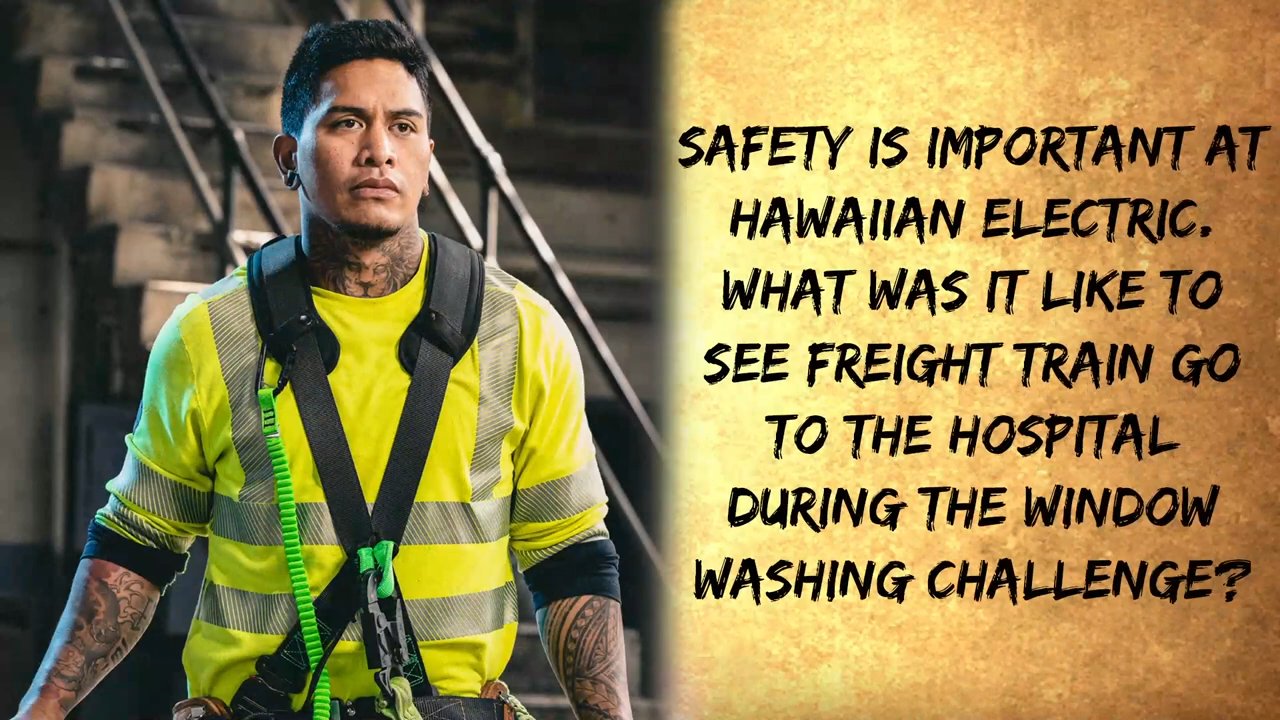 SAFETY IS IMPORTANT AT
HAWAIIAN ELECTRIC.
WHAT WAS IT LIKE TO
SEE FREIGHT TRAIN GO
TO THE HOSPITAL
DURING THE WINDOW
WASHING CHALLENGE?